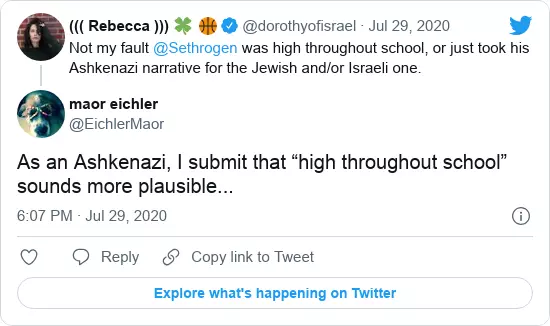 ((( Rebecca ))) 🍀 🏀 @dorothyofisrael · Jul 29, 2020
Not my fault @Sethrogen was high throughout school, or just took his
Ashkenazi narrative for the Jewish and/or Israeli one.
maor eichler
@EichlerMaor
As an Ashkenazi, I submit that “high throughout school”
sounds more plausible...
6:07 PM · Jul 29, 2020
Reply
Copy link to Tweet
Explore what's happening on Twitter